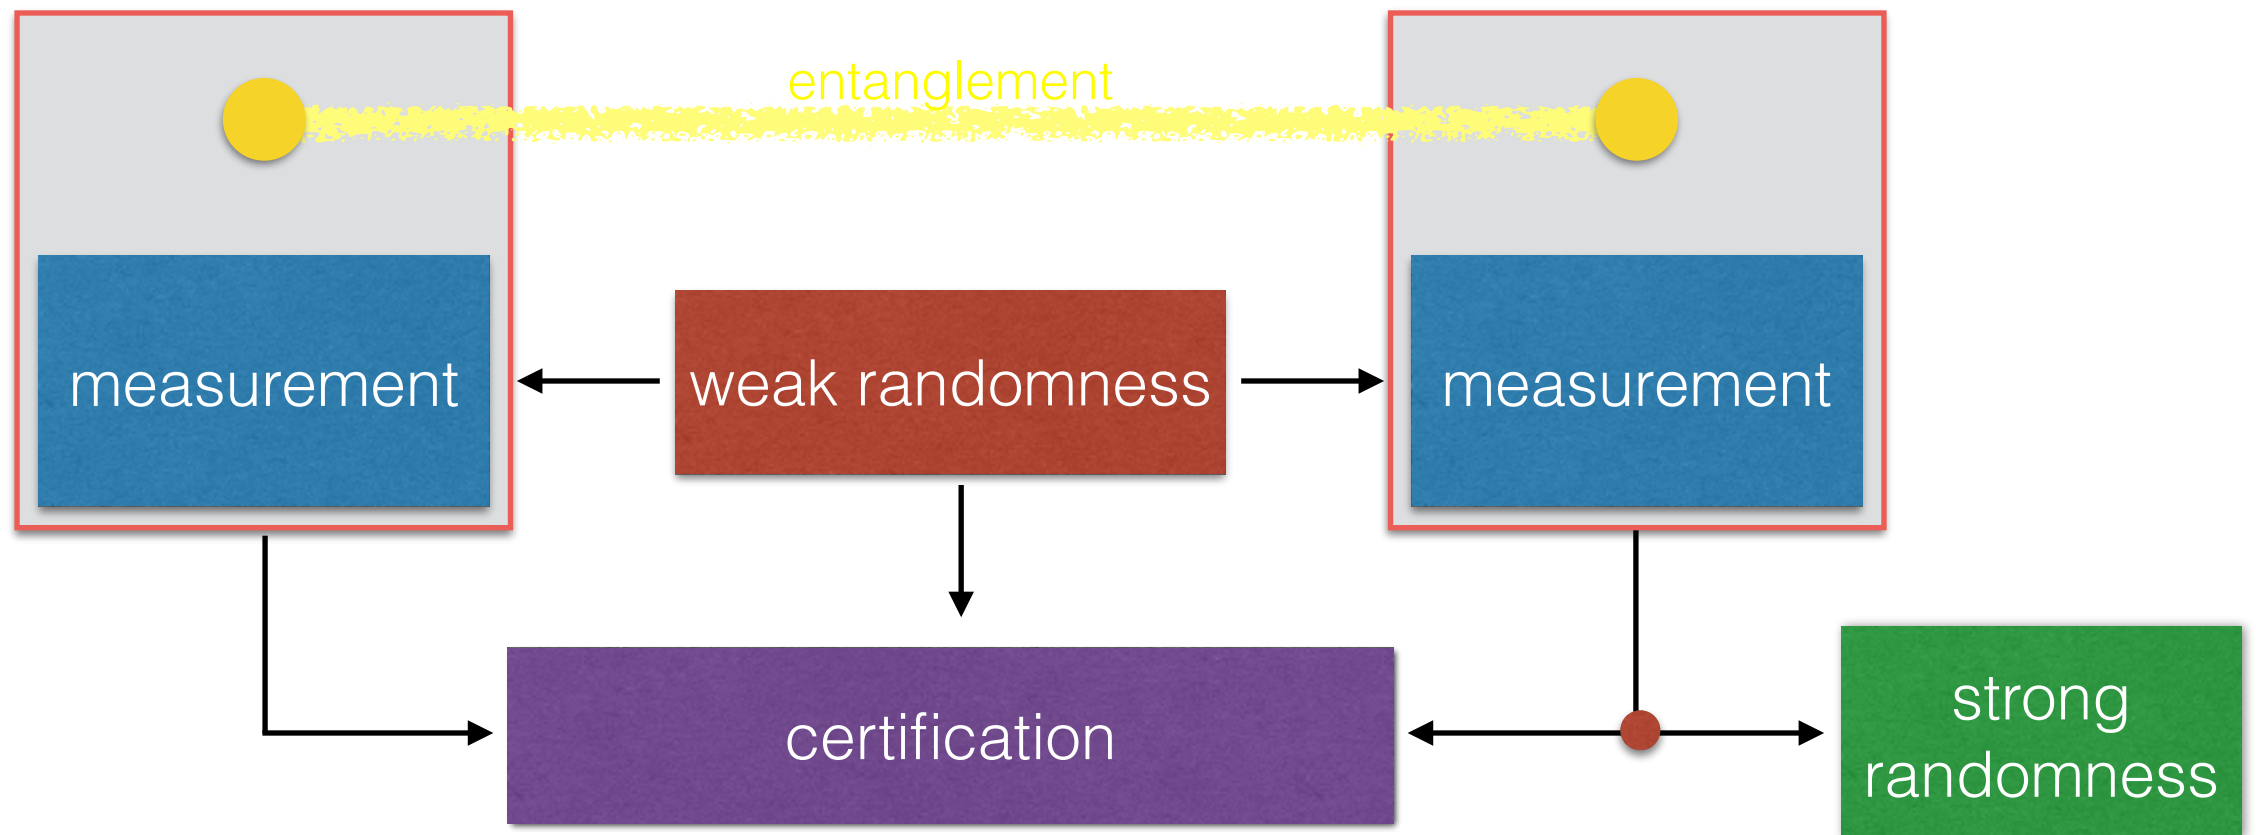 entanglement
measurement
weak randomness
measurement
certification
strong
randomness